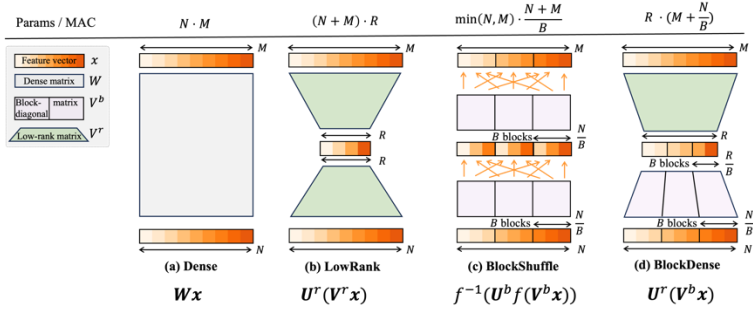 Params / MAC
N · M
(N + M) · R
min(N, M) · N + M / B
R · (M + N / B)
Feature vector x
Dense matrix W
Block-diagonal matrix V^b
Low-rank matrix V^r
M
N
(a) Dense
Wx
M
R
R
N
(b) LowRank
U^r(V^r x)
M
B blocks N/B
B blocks N/B
N
(c) BlockShuffle
f^{-1}(U^b f(V^b x))
M
R
B blocks R/B
B blocks N/B
N
(d) BlockDense
U^r(V^b x)